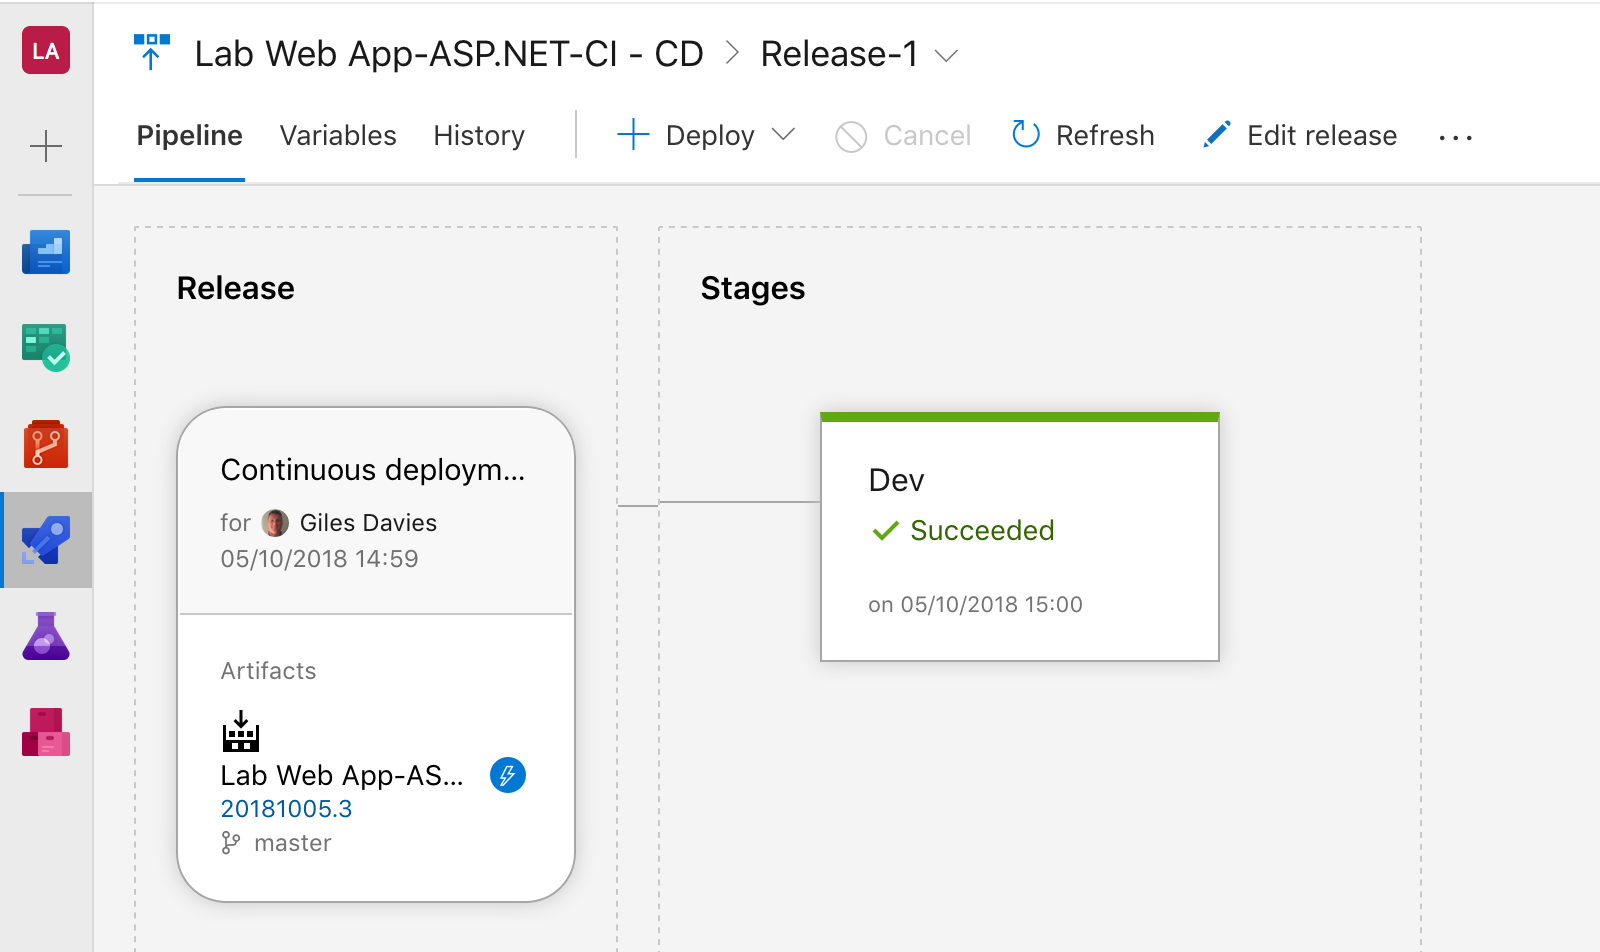 LA
Lab Web App-ASP.NET-CI - CD > Release-1
Pipeline Variables History + Deploy Cancel Refresh Edit release ...
Release
Continuous deploym...
for Giles Davies
05/10/2018 14:59
Artifacts
Lab Web App-AS...
20181005.3
master
Stages
Dev
Succeeded
on 05/10/2018 15:00